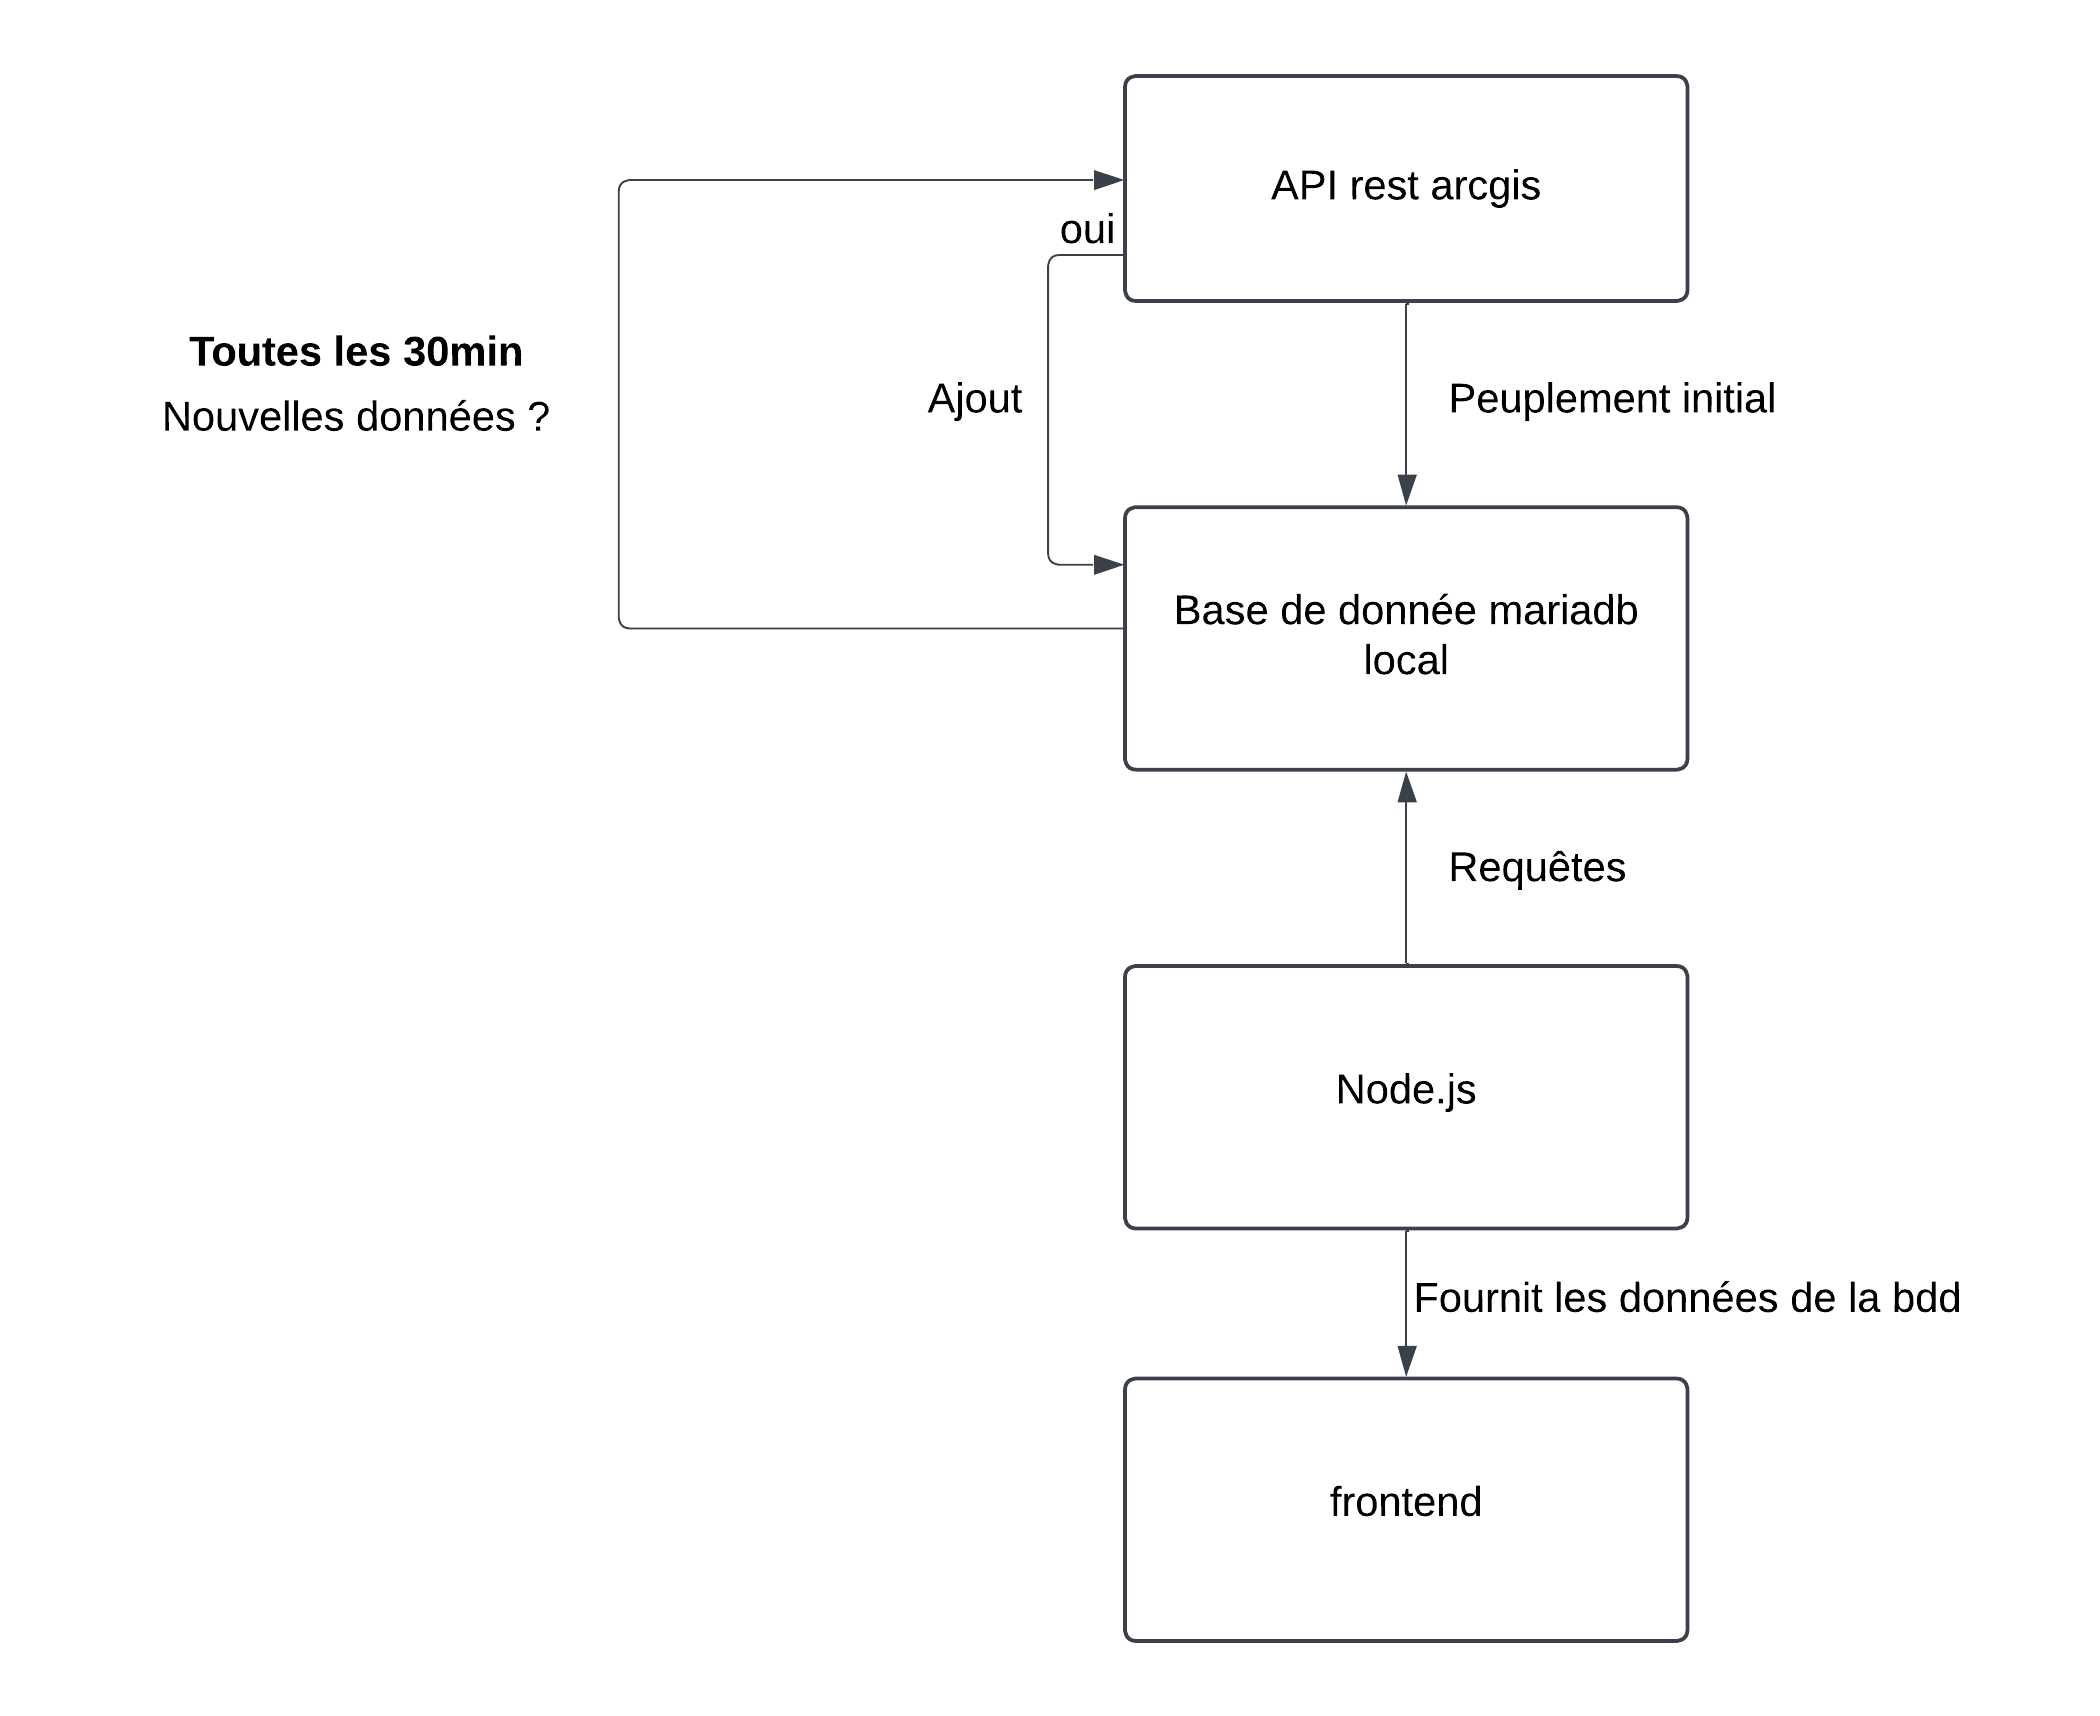 API rest arcgis
oui
Toutes les 30min
Nouvelles données ?
Ajout
Peuplement initial
Base de donnée mariadb
local
Requêtes
Node.js
Fournit les données de la bdd
frontend